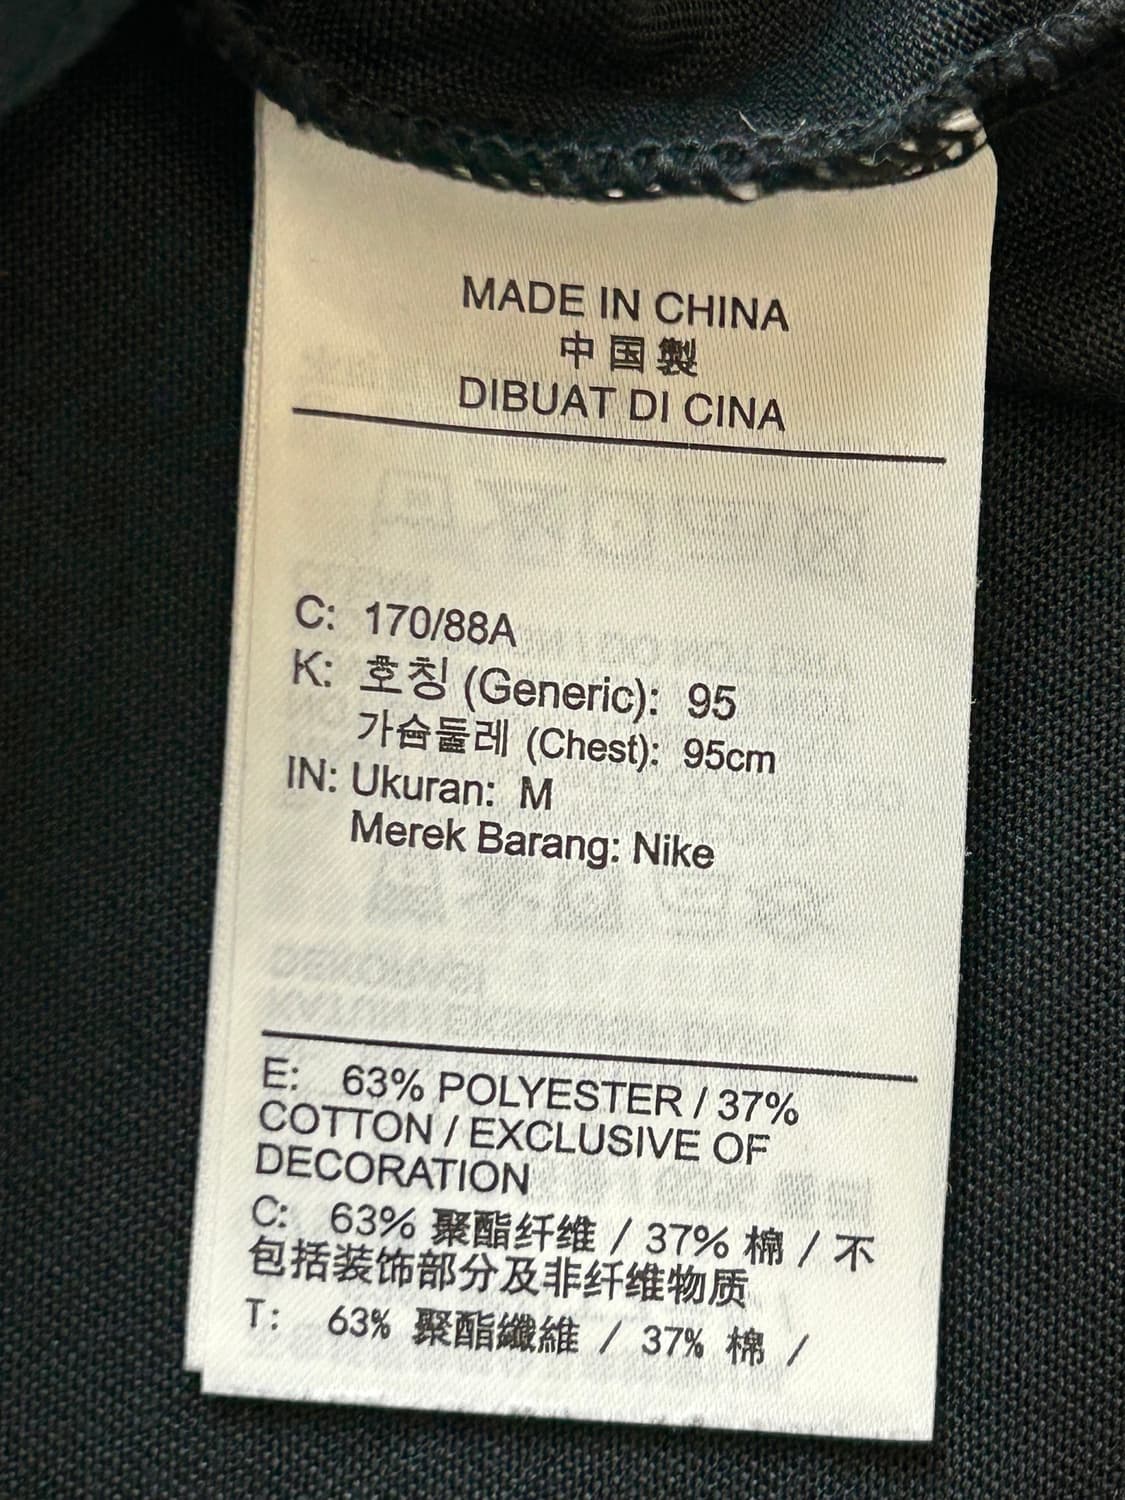 MADE IN CHINA
中国製
DIBUAT DI CINA
C: 170/88A
K: 호칭 (Generic): 95
가슴둘레 (Chest): 95cm
IN: Ukuran: M
Merek Barang: Nike
E: 63% POLYESTER / 37%
COTTON / EXCLUSIVE OF
DECORATION
C: 63% 聚酯纤维 / 37% 棉 / 不
包括装饰部分及非纤维物质
T: 63% 聚酯纖維 / 37% 棉 /